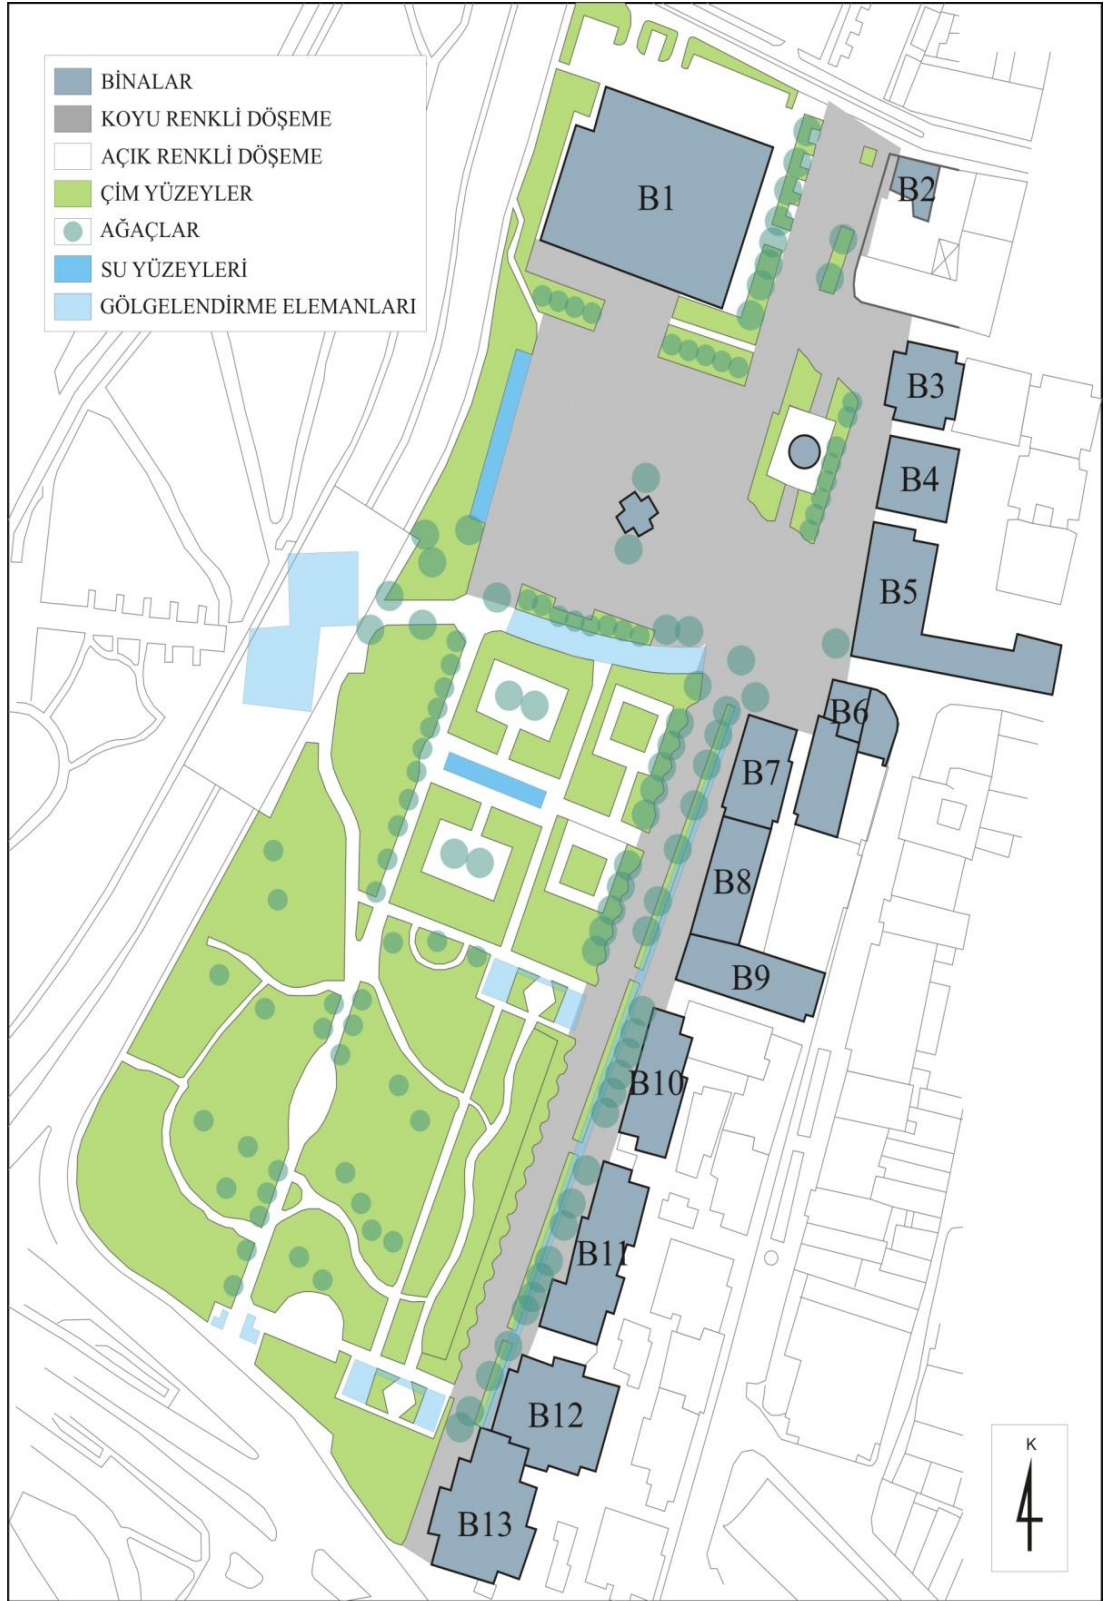 BİNALAR
KOYU RENKLİ DÖŞEME
AÇIK RENKLİ DÖŞEME
ÇİM YÜZEYLER
AĞAÇLAR
SU YÜZEYLERİ
GÖLGELENDİRME ELEMANLARI
B1
B2
B3
B4
B5
B6
B7
B8
B9
B10
B11
B12
B13
K